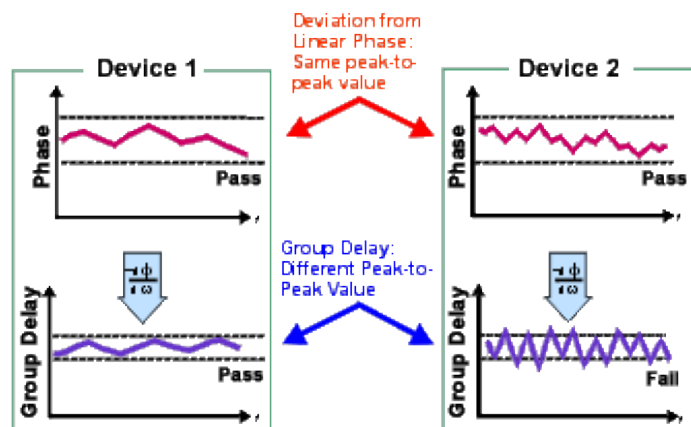 Deviation from
Linear Phase:
Same peak-to-
peak value
Device 1
Device 2
Phase
Pass
Phase
Pass
Group Delay:
Different Peak-to-
Peak Value
Group Delay
Pass
Group Delay
Fail